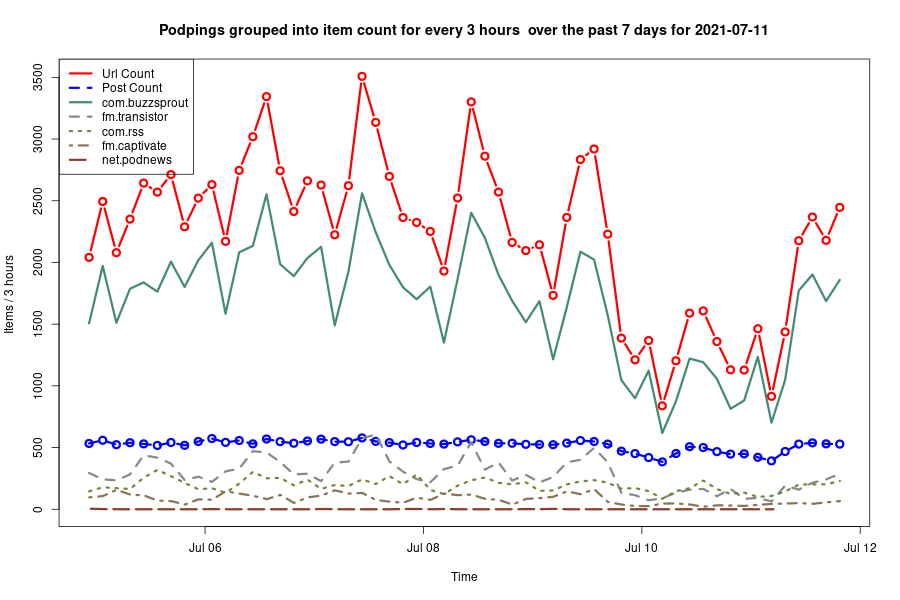 Podpings grouped into item count for every 3 hours  over the past 7 days for 2021-07-11
Url Count
Post Count
com.buzzsprout
fm.transistor
com.rss
fm.captivate
net.podnews
Items / 3 hours
3500
3000
2500
2000
1500
1000
500
0
Jul 06
Jul 08
Jul 10
Jul 12
Time